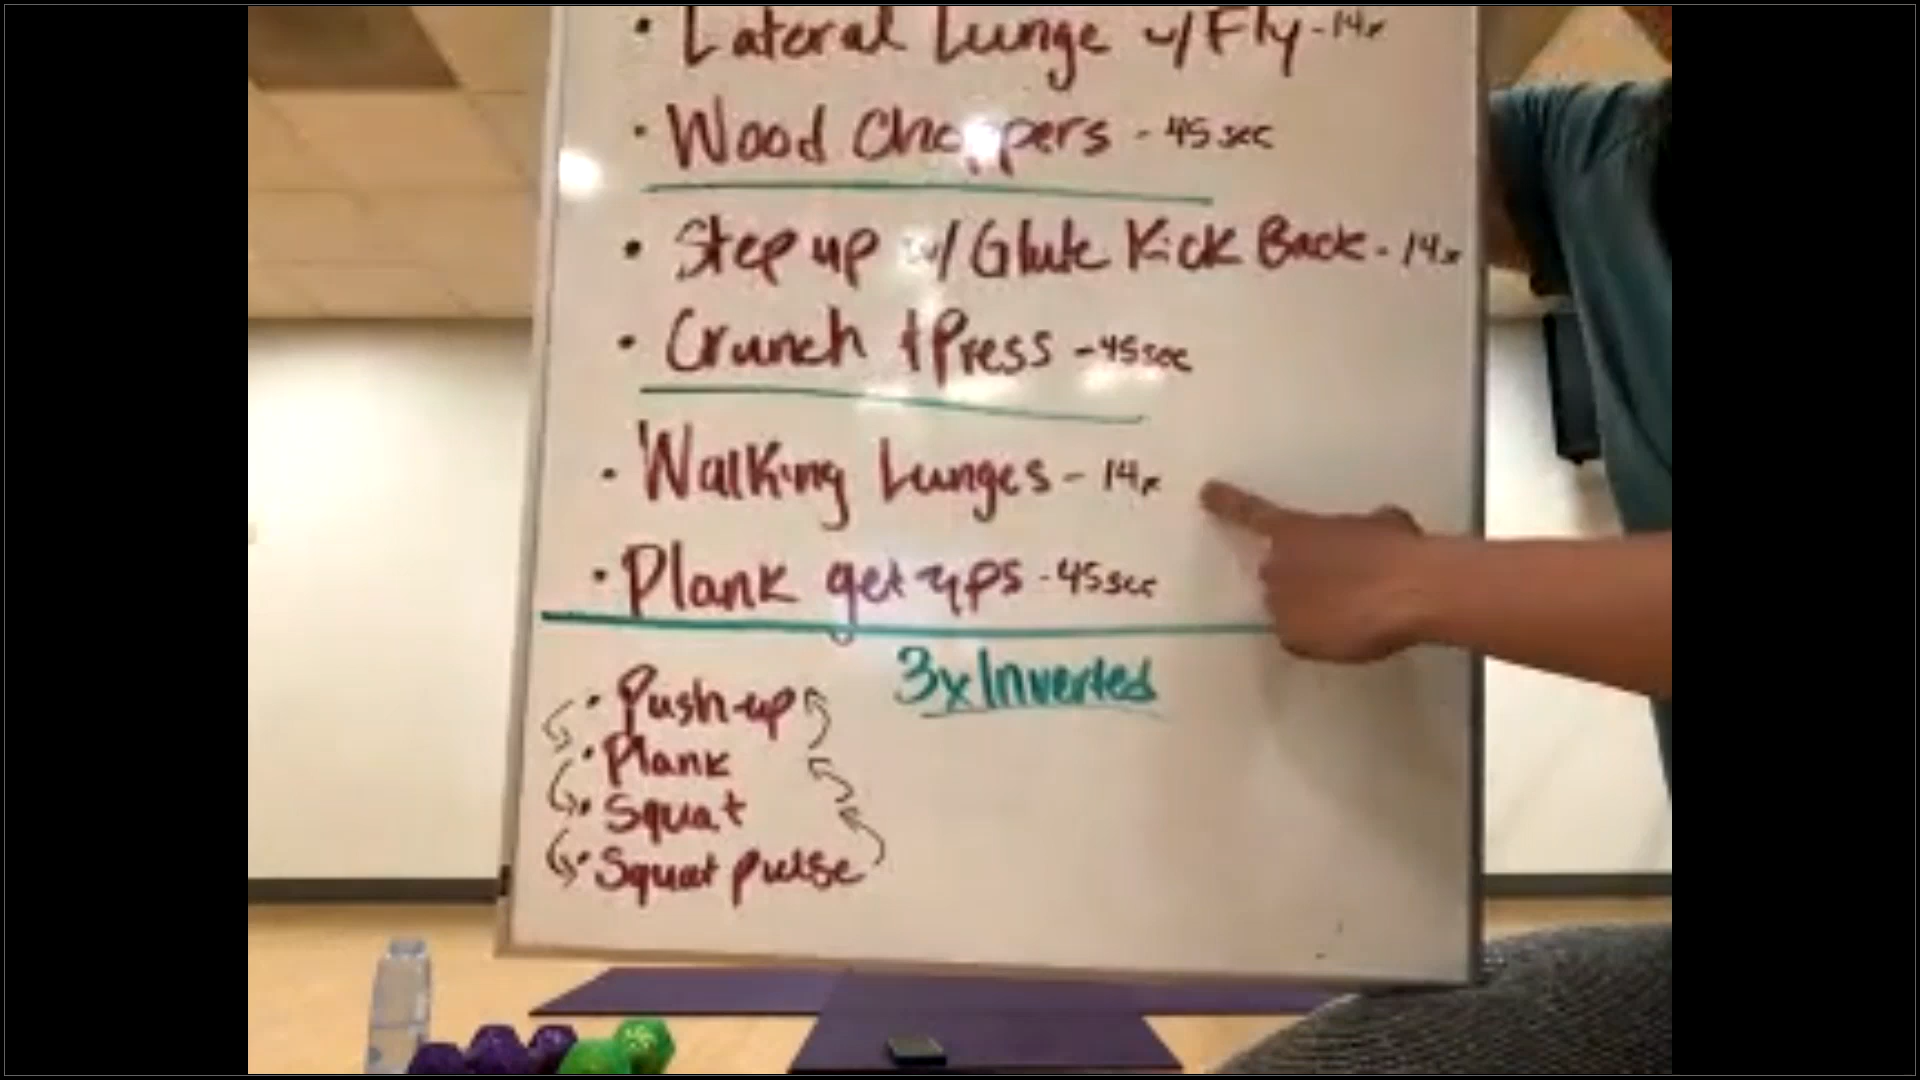 • Lateral Lunge w/ Fly - 14x
• Wood Choppers - 45 sec
• Step up w/ Glute Kick Back - 14x
• Crunch + Press - 45 sec
• Walking Lunges - 14x
• Plank get-ups - 45 sec
3x Inverted
• Push-up
• Plank
• Squat
• Squat pulse